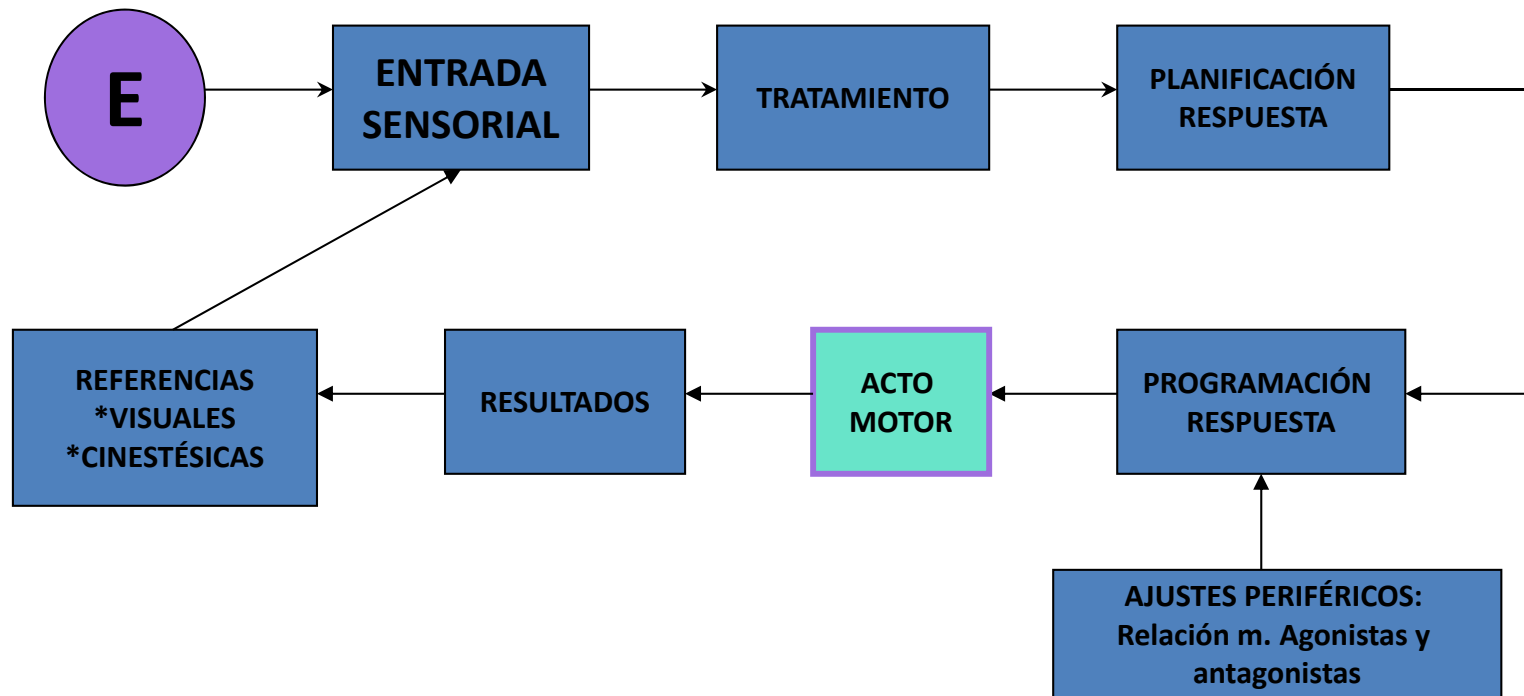 E
ENTRADA
SENSORIAL
TRATAMIENTO
PLANIFICACIÓN
RESPUESTA
REFERENCIAS
*VISUALES
*CINESTÉSICAS
RESULTADOS
ACTO
MOTOR
PROGRAMACIÓN
RESPUESTA
AJUSTES PERIFÉRICOS:
Relación m. Agonistas y
antagonistas